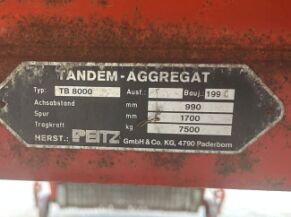 TANDEM-AGGREGAT
Typ: TB 8000 Ausf.: Bauj.: 199
Achsabstand mm 990
Spur mm 1700
Tragkraft kg 7500
HERST.: PEITZ GmbH & Co. KG, 4790 Paderborn